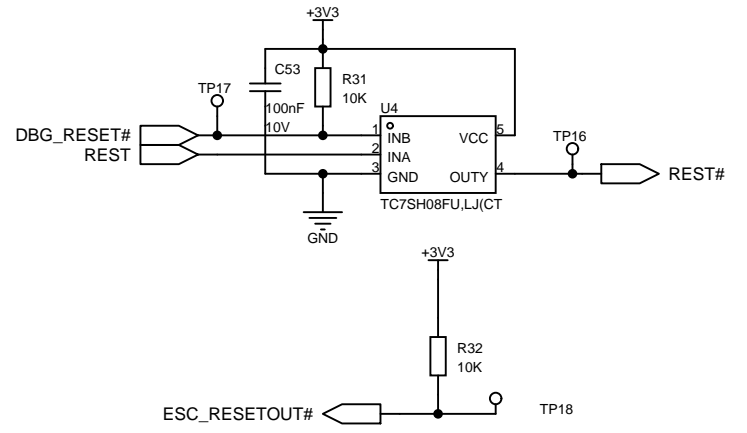 +3V3
C53
R31
TP17
10K
100nF
U4
10V
DBG_RESET#
1
INB
VCC
5
TP16
REST
2
INA
3
GND
OUTY
4
REST#
TC7SH08FU,LJ(CT
GND
+3V3
R32
10K
ESC_RESETOUT#
TP18